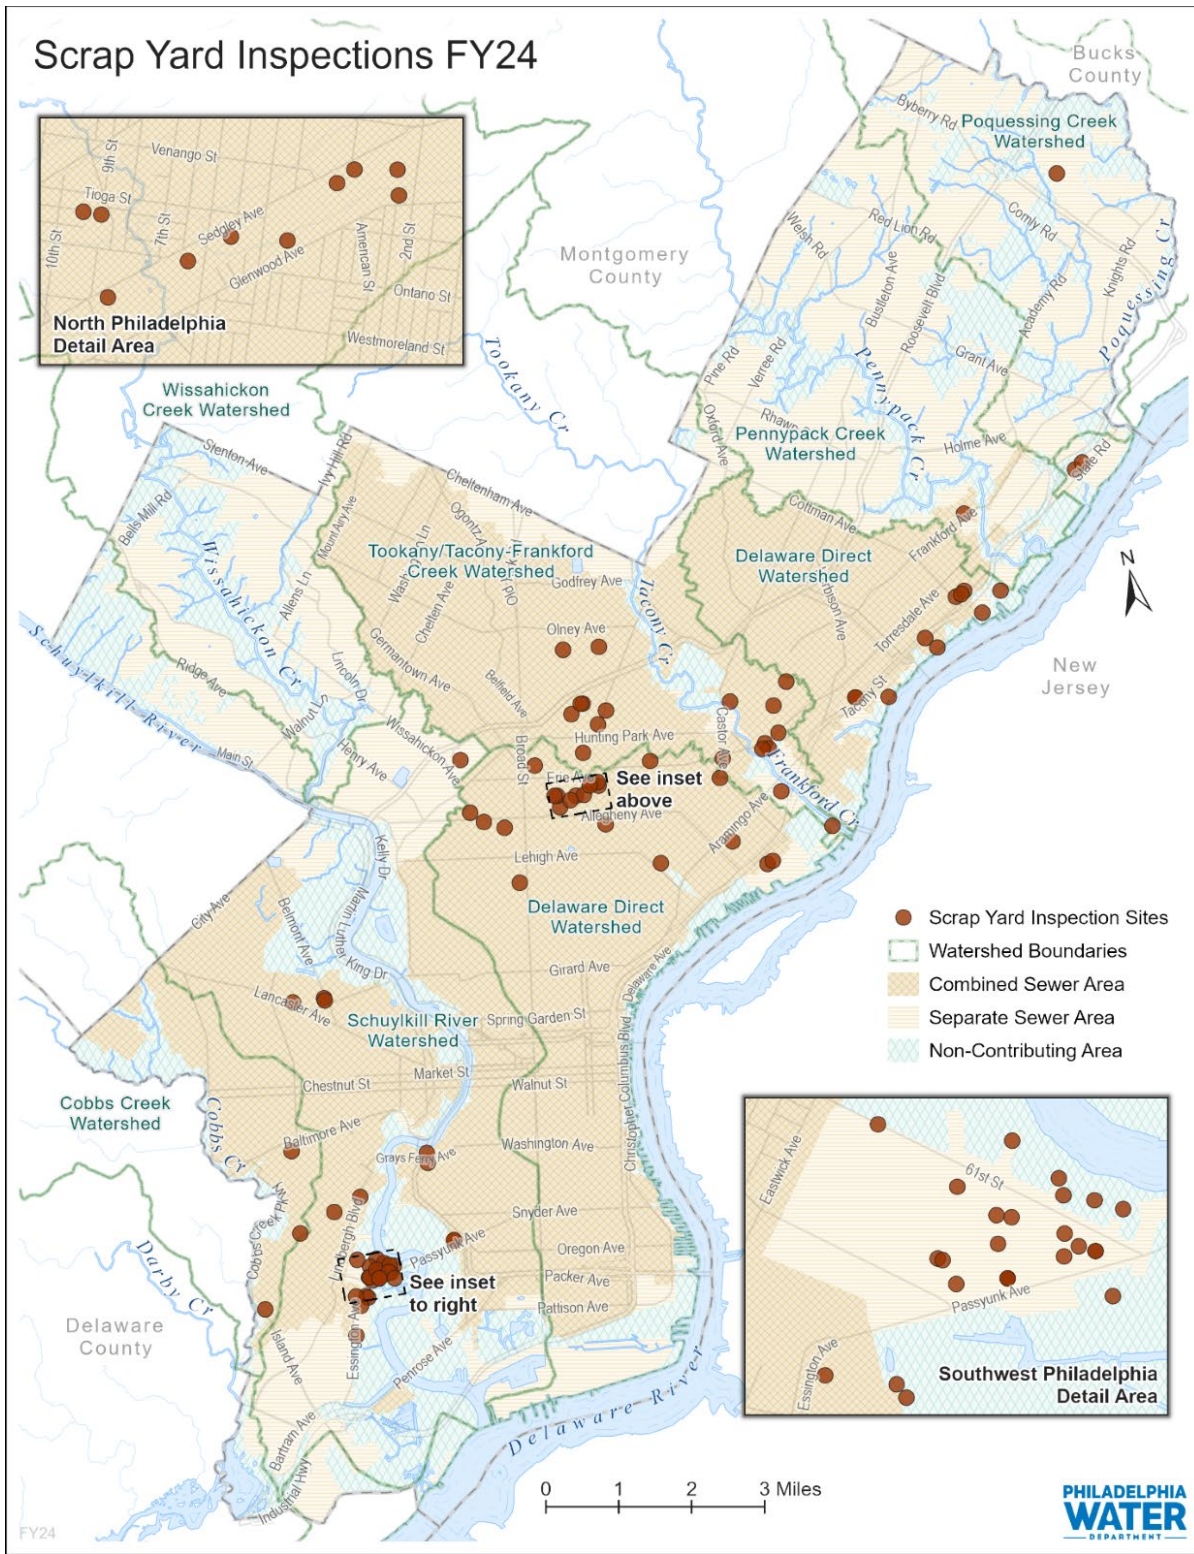 Scrap Yard Inspections FY24
Bucks
County
Byberry Rd
Poquessing Creek
Watershed
Venango St
9th St
Tioga St
7th St
Sedgley Ave
10th St
Glenwood Ave
American St
2nd St
Ontario St
Westmoreland St
North Philadelphia
Detail Area
Montgomery
County
Welsh Rd
Red Lion Rd
Comly Rd
Knights Rd
Bustleton Ave
Roosevelt Blvd
Academy Rd
Poquessing Cr
Pine Rd
Verree Rd
Pennypack Cr
Grant Ave
Tookany Cr
Wissahickon
Creek Watershed
Oxford Ave
Pennypack Creek
Watershed
Holme Ave
State Rd
Stenton Ave
Ivy Hill Rd
Cheltenham Ave
Bells Mill Rd
Mount Airy Ave
Cottman Ave
Frankford Ave
Wissahickon Cr
Allens Ln
Tookany/Tacony-Frankford
Creek Watershed
Chelten Ave
Godfrey Ave
Tacony Cr
Delaware Direct
Watershed
Torresdale Ave
N
Schuylkill River
Ridge Ave
Lincoln Dr
Germantown Ave
Belfield Ave
Olney Ave
New
Jersey
Walnut Ln
Main St
Henry Ave
Wissahickon Ave
Broad St
Hunting Park Ave
Castor Ave
Tacony St
See inset
above
Frankford Cr
Allegheny Ave
Aramingo Ave
Kelly Dr
Lehigh Ave
City Ave
Belmont Ave
Martin Luther King Dr
Delaware Direct
Watershed
Delaware Ave
Girard Ave
Lancaster Ave
Schuylkill River
Watershed
Spring Garden St
Christopher Columbus Blvd
Chestnut St
Market St
Walnut St
Cobbs Creek
Watershed
Cobbs Cr
Baltimore Ave
Grays Ferry Ave
Washington Ave
Cobbs Creek Pkwy
Lindbergh Blvd
Snyder Ave
Passyunk Ave
Oregon Ave
Packer Ave
Pattison Ave
See inset
to right
Darby Cr
Delaware
County
Island Ave
Essington Ave
Penrose Ave
Bartram Ave
Industrial Hwy
Delaware River
Scrap Yard Inspection Sites
Watershed Boundaries
Combined Sewer Area
Separate Sewer Area
Non-Contributing Area
Eastwick Ave
61st St
Passyunk Ave
Essington Ave
Southwest Philadelphia
Detail Area
0 1 2 3 Miles
FY24
PHILADELPHIA
WATER
DEPARTMENT